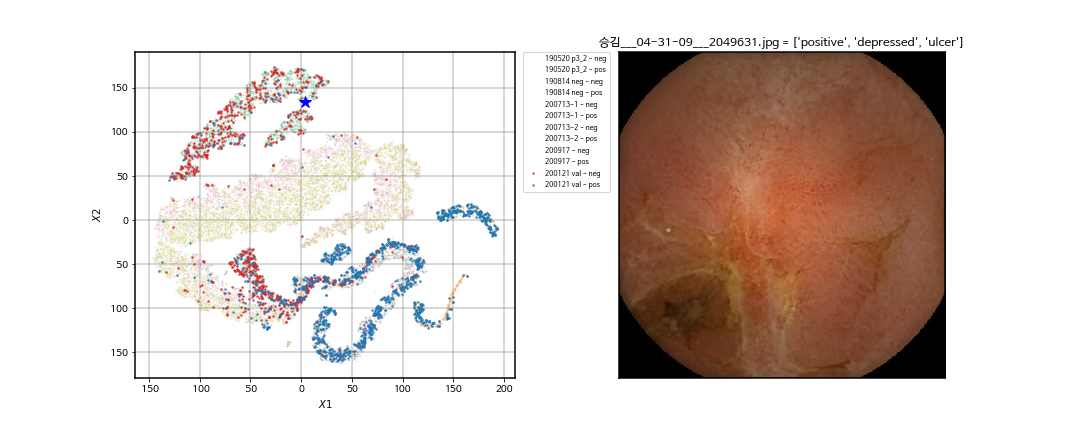 승김___04-31-09___2049631.jpg = ['positive', 'depressed', 'ulcer']
190520 p3_2 - neg
190520 p3_2 - pos
190814 neg - neg
190814 neg - pos
200713-1 - neg
200713-1 - pos
200713-2 - neg
200713-2 - pos
200917 - neg
200917 - pos
200121 val - neg
200121 val - pos
X2
150
100
50
0
50
100
150
150
100
50
0
50
100
150
200
X1